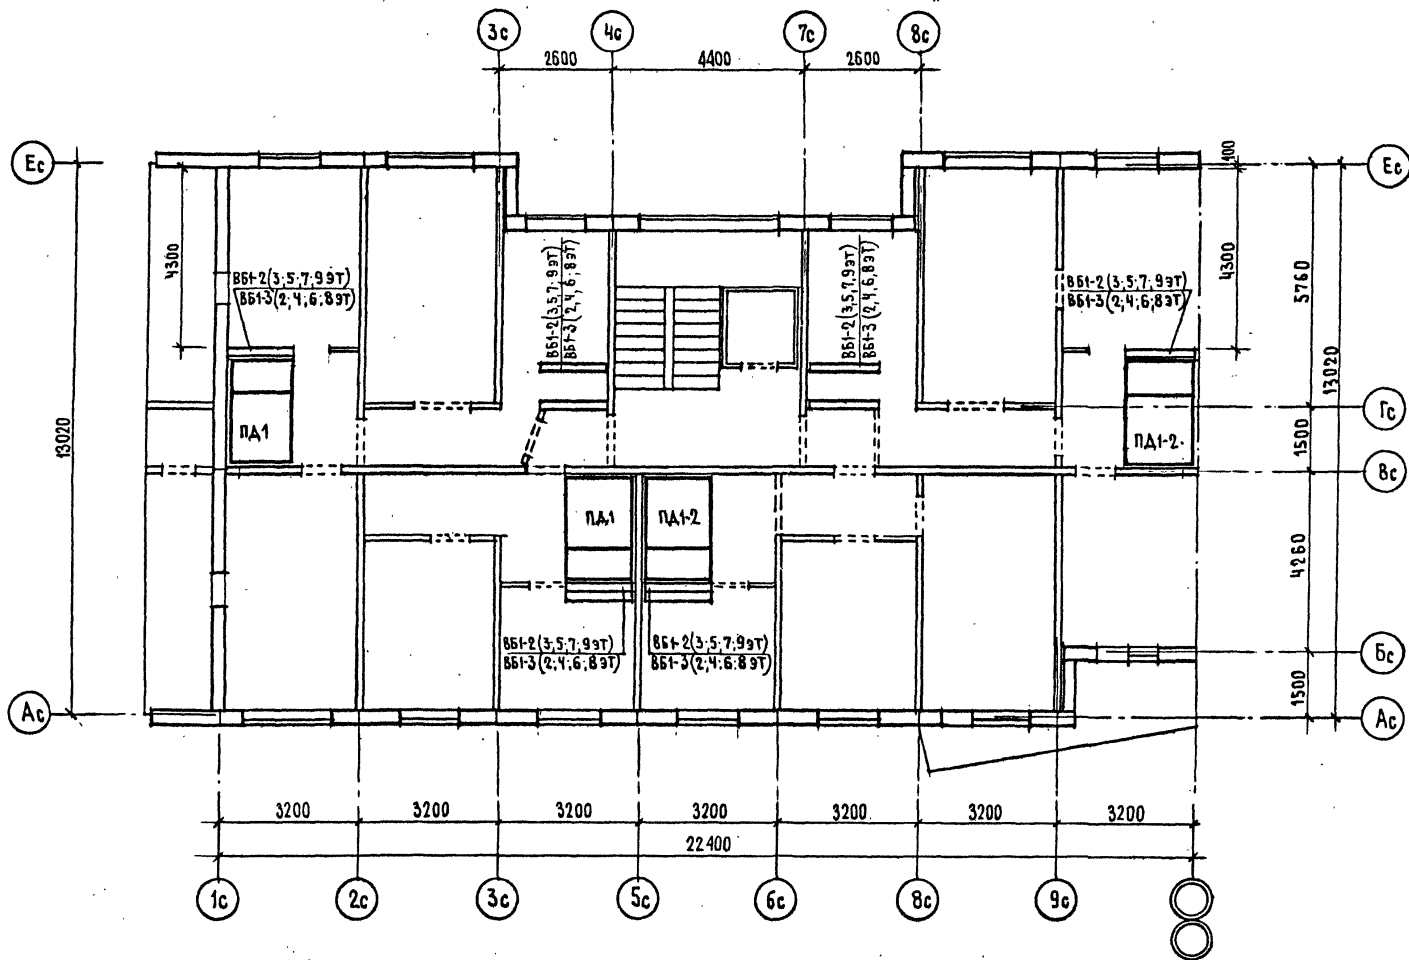 3с 4с 7с 8с
2600 4400 2600
Ес Ес
100
4300 4300
5760
13020
13020
ВБ1-2(3;5;7;9ЭТ)
ВБ1-3(2;4;6;8ЭТ)
ВБ1-2(3;5;7;9ЭТ)
ВБ1-3(2,4,6;8ЭТ)
ВБ1-2(3,5,7,9ЭТ)
ВБ1-3(2,4,6,8ЭТ)
ВБ1-2(3;5;7;9ЭТ)
ВБ1-3(2;4;6;8ЭТ)
Гс
ПД1 ПД1-2
1500
Вс
ПД1 ПД1-2
4260
ВБ1-2(3;5;7;9ЭТ) ВБ1-2(3;5;7;9ЭТ)
ВБ1-3(2;4;6;8ЭТ) ВБ1-3(2;4;6;8ЭТ)
Бс
1500
Ас Ас
3200 3200 3200 3200 3200 3200 3200
22400
1с 2с 3с 5с 6с 8с 9с